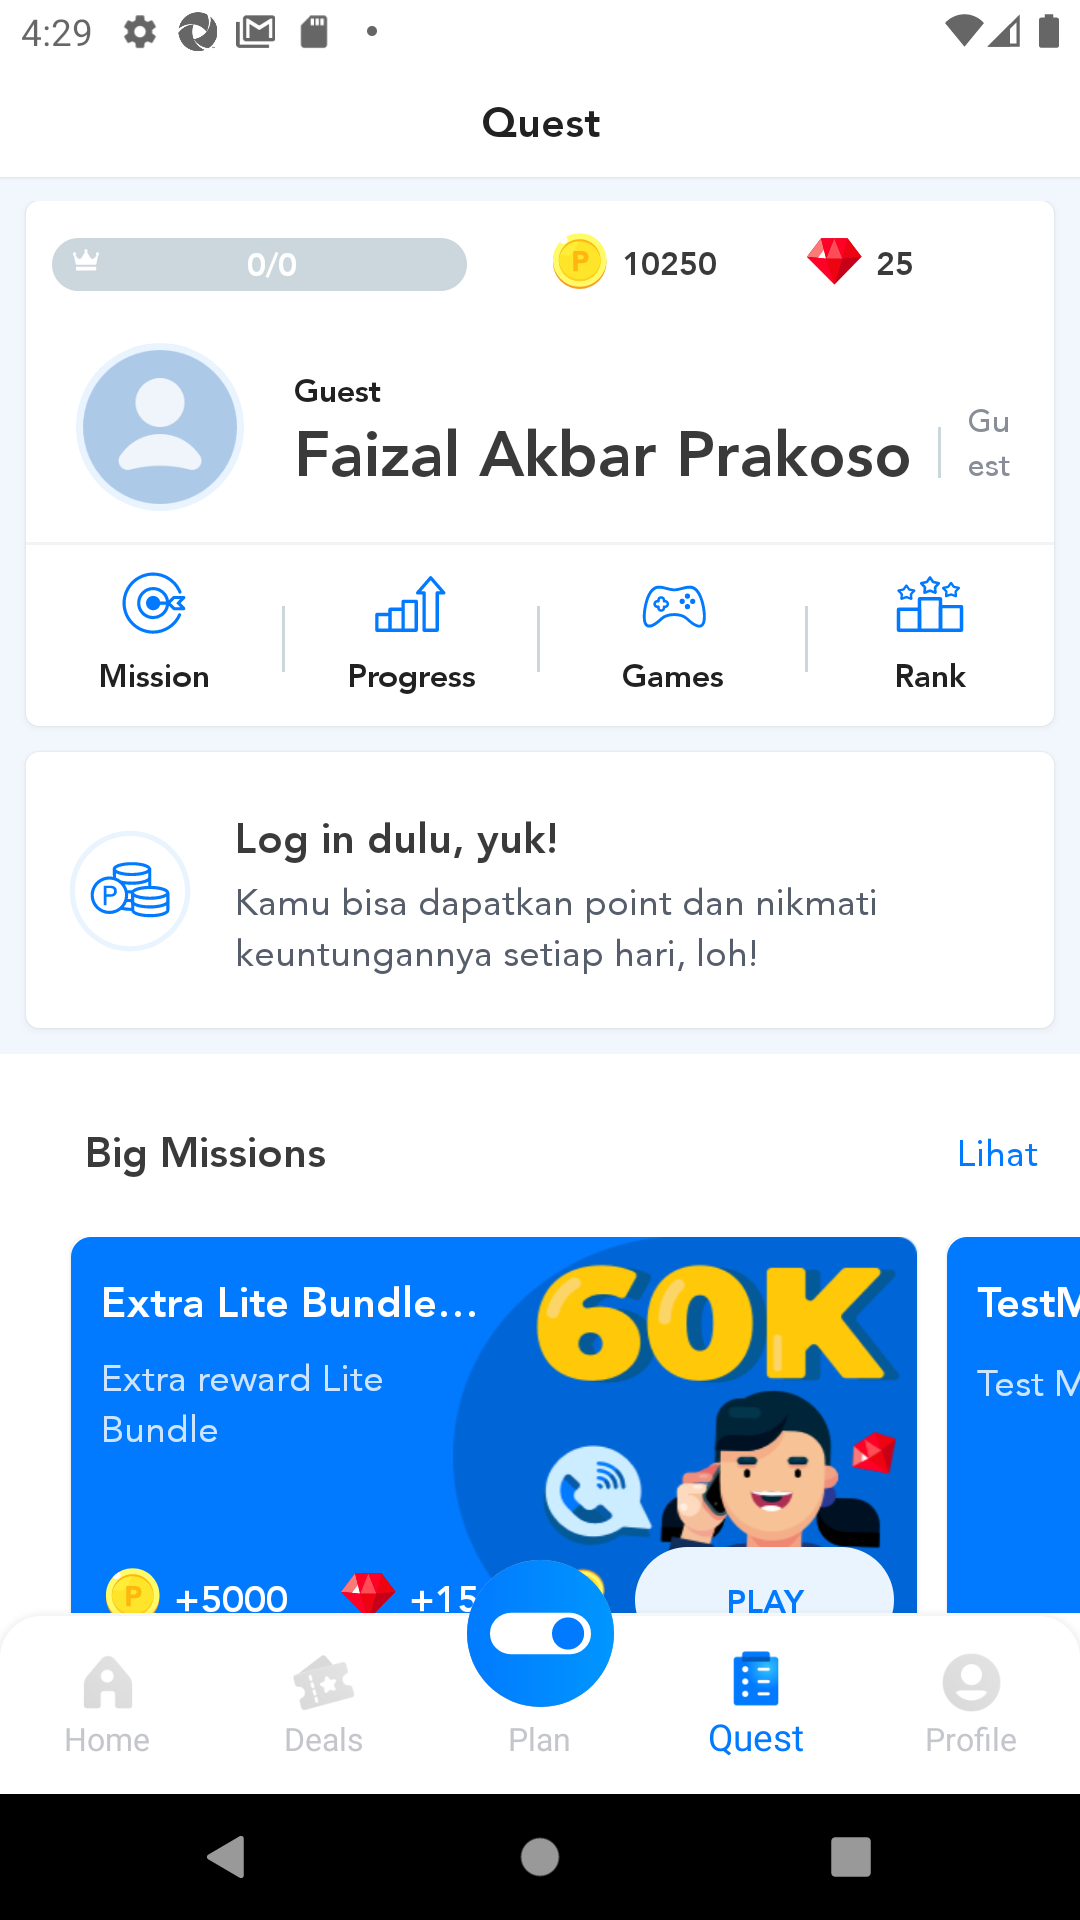 4:29
Quest
0/0
P 10250
25
Guest
Faizal Akbar Prakoso
Gu
est
Mission
Progress
Games
Rank
Log in dulu, yuk!
P
Kamu bisa dapatkan point dan nikmati
keuntungannya setiap hari, loh!
Big Missions
Lihat
Extra Lite Bundle...
60K
TestM
Extra reward Lite
Bundle
Test M
P +5000
+15
PLAY
Home
Deals
Plan
Quest
Profile